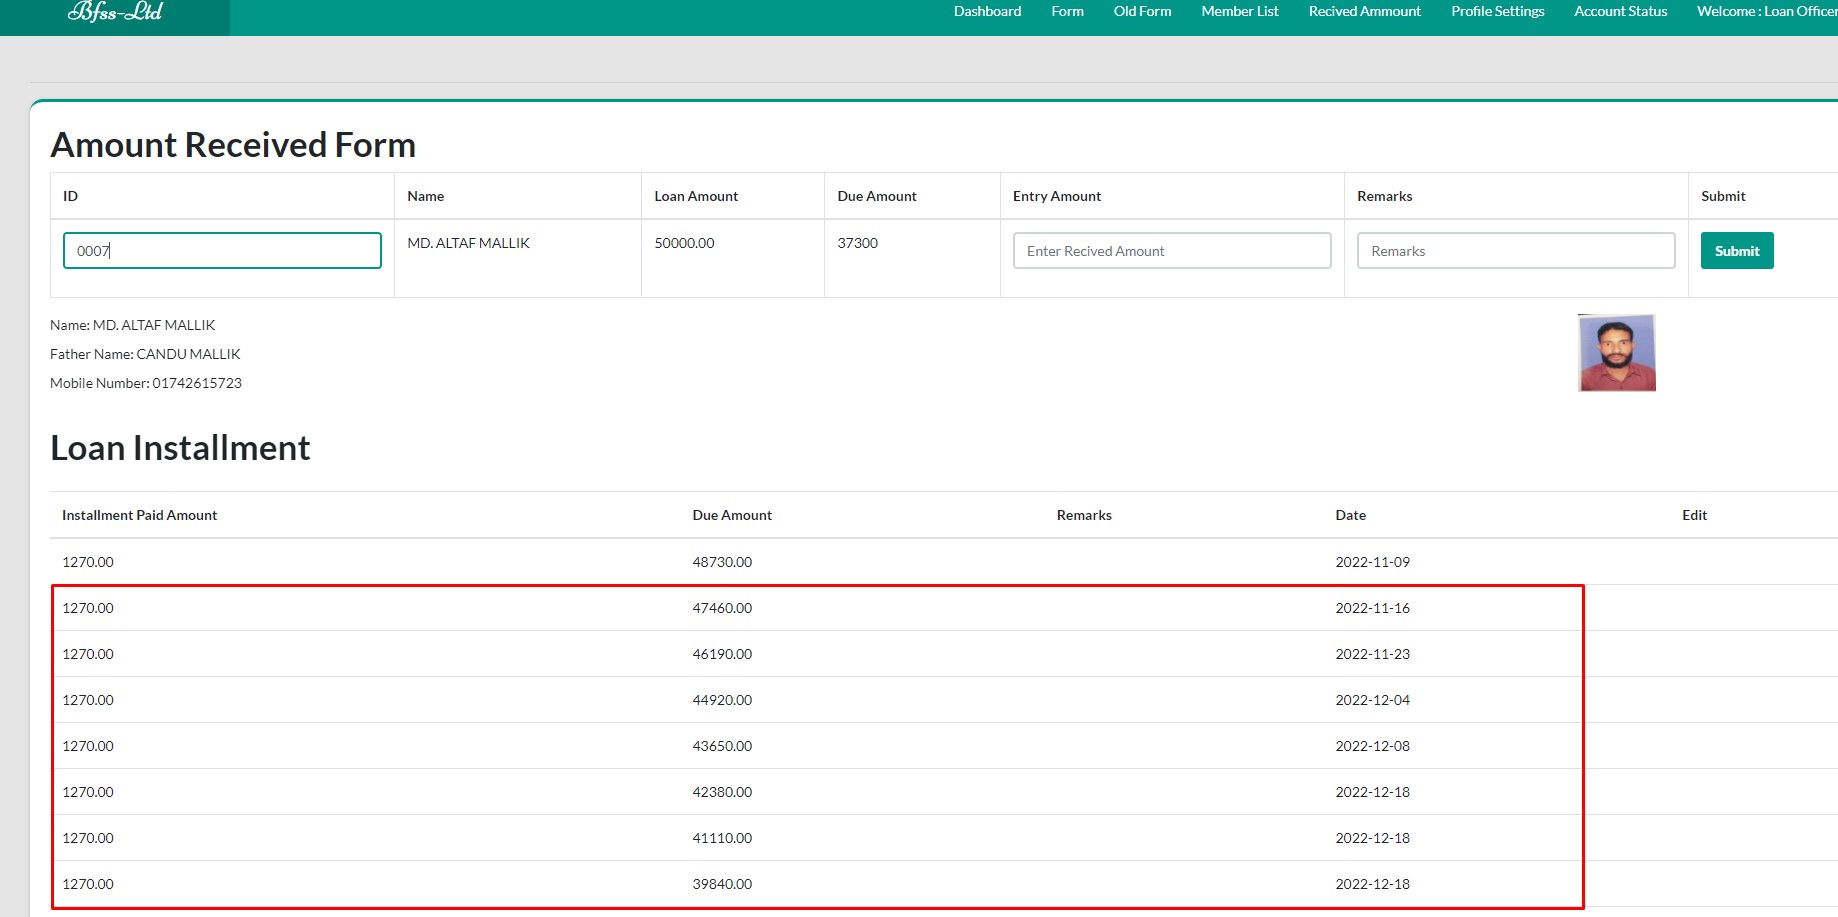 Bfss-Ltd
Dashboard Form Old Form Member List Recived Ammount Profile Settings Account Status Welcome : Loan Officer
Amount Received Form
ID Name Loan Amount Due Amount Entry Amount Remarks Submit
0007 MD. ALTAF MALLIK 50000.00 37300 Enter Recived Amount Remarks Submit
Name: MD. ALTAF MALLIK
Father Name: CANDU MALLIK
Mobile Number: 01742615723
Loan Installment
Installment Paid Amount Due Amount Remarks Date Edit
1270.00 48730.00 2022-11-09
1270.00 47460.00 2022-11-16
1270.00 46190.00 2022-11-23
1270.00 44920.00 2022-12-04
1270.00 43650.00 2022-12-08
1270.00 42380.00 2022-12-18
1270.00 41110.00 2022-12-18
1270.00 39840.00 2022-12-18